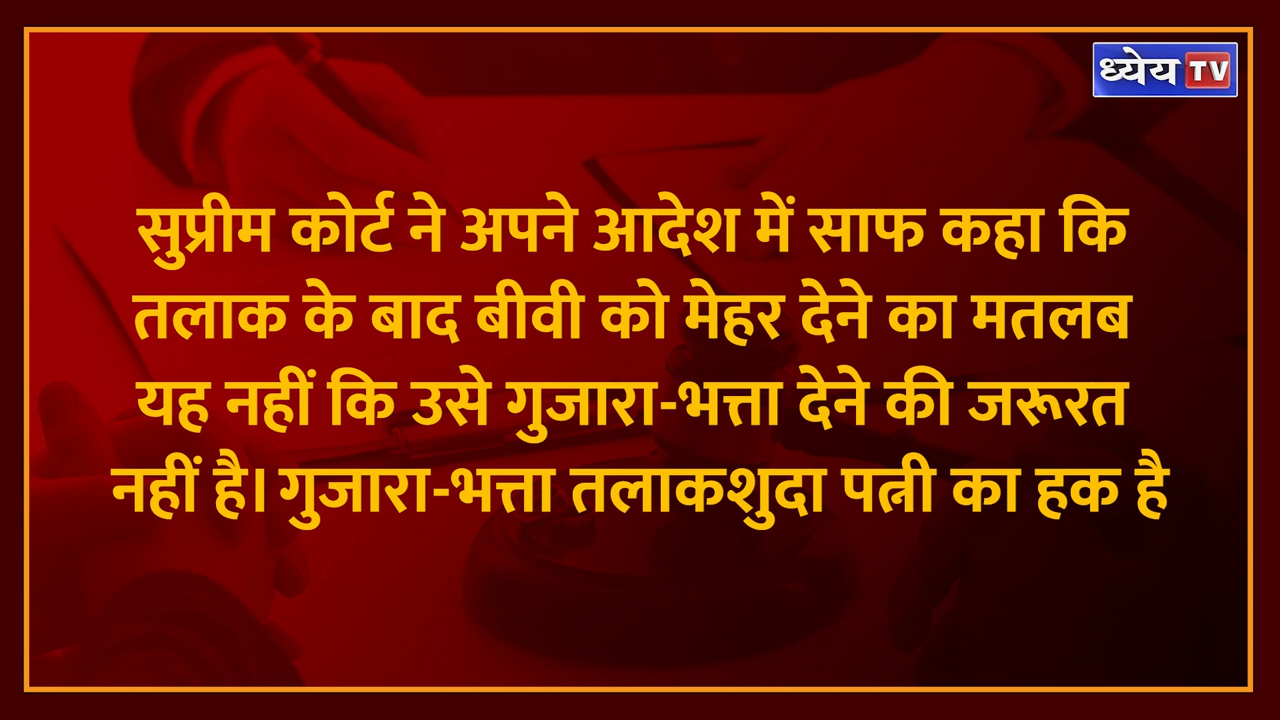 ध्येय TV
सुप्रीम कोर्ट ने अपने आदेश में साफ कहा कि
तलाक के बाद बीवी को मेहर देने का मतलब
यह नहीं कि उसे गुजारा-भत्ता देने की जरूरत
नहीं है। गुजारा-भत्ता तलाकशुदा पत्नी का हक है